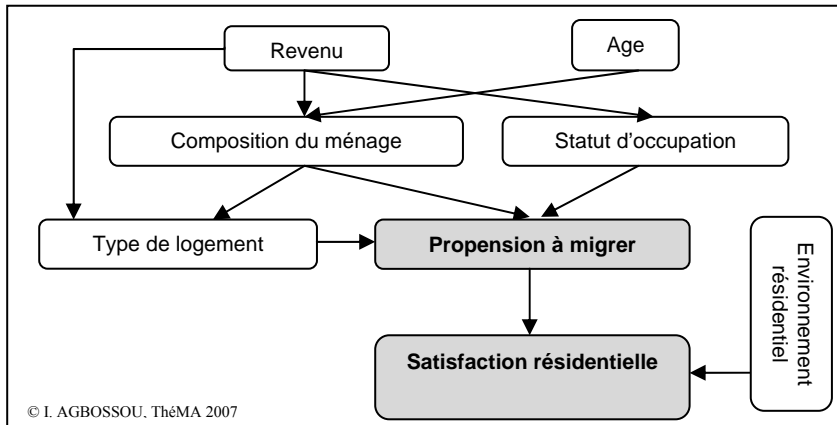 Revenu
Age
Composition du ménage
Statut d'occupation
Type de logement
Propension à migrer
Environnement
résidentiel
Satisfaction résidentielle
© I. AGBOSSOU, ThéMA 2007